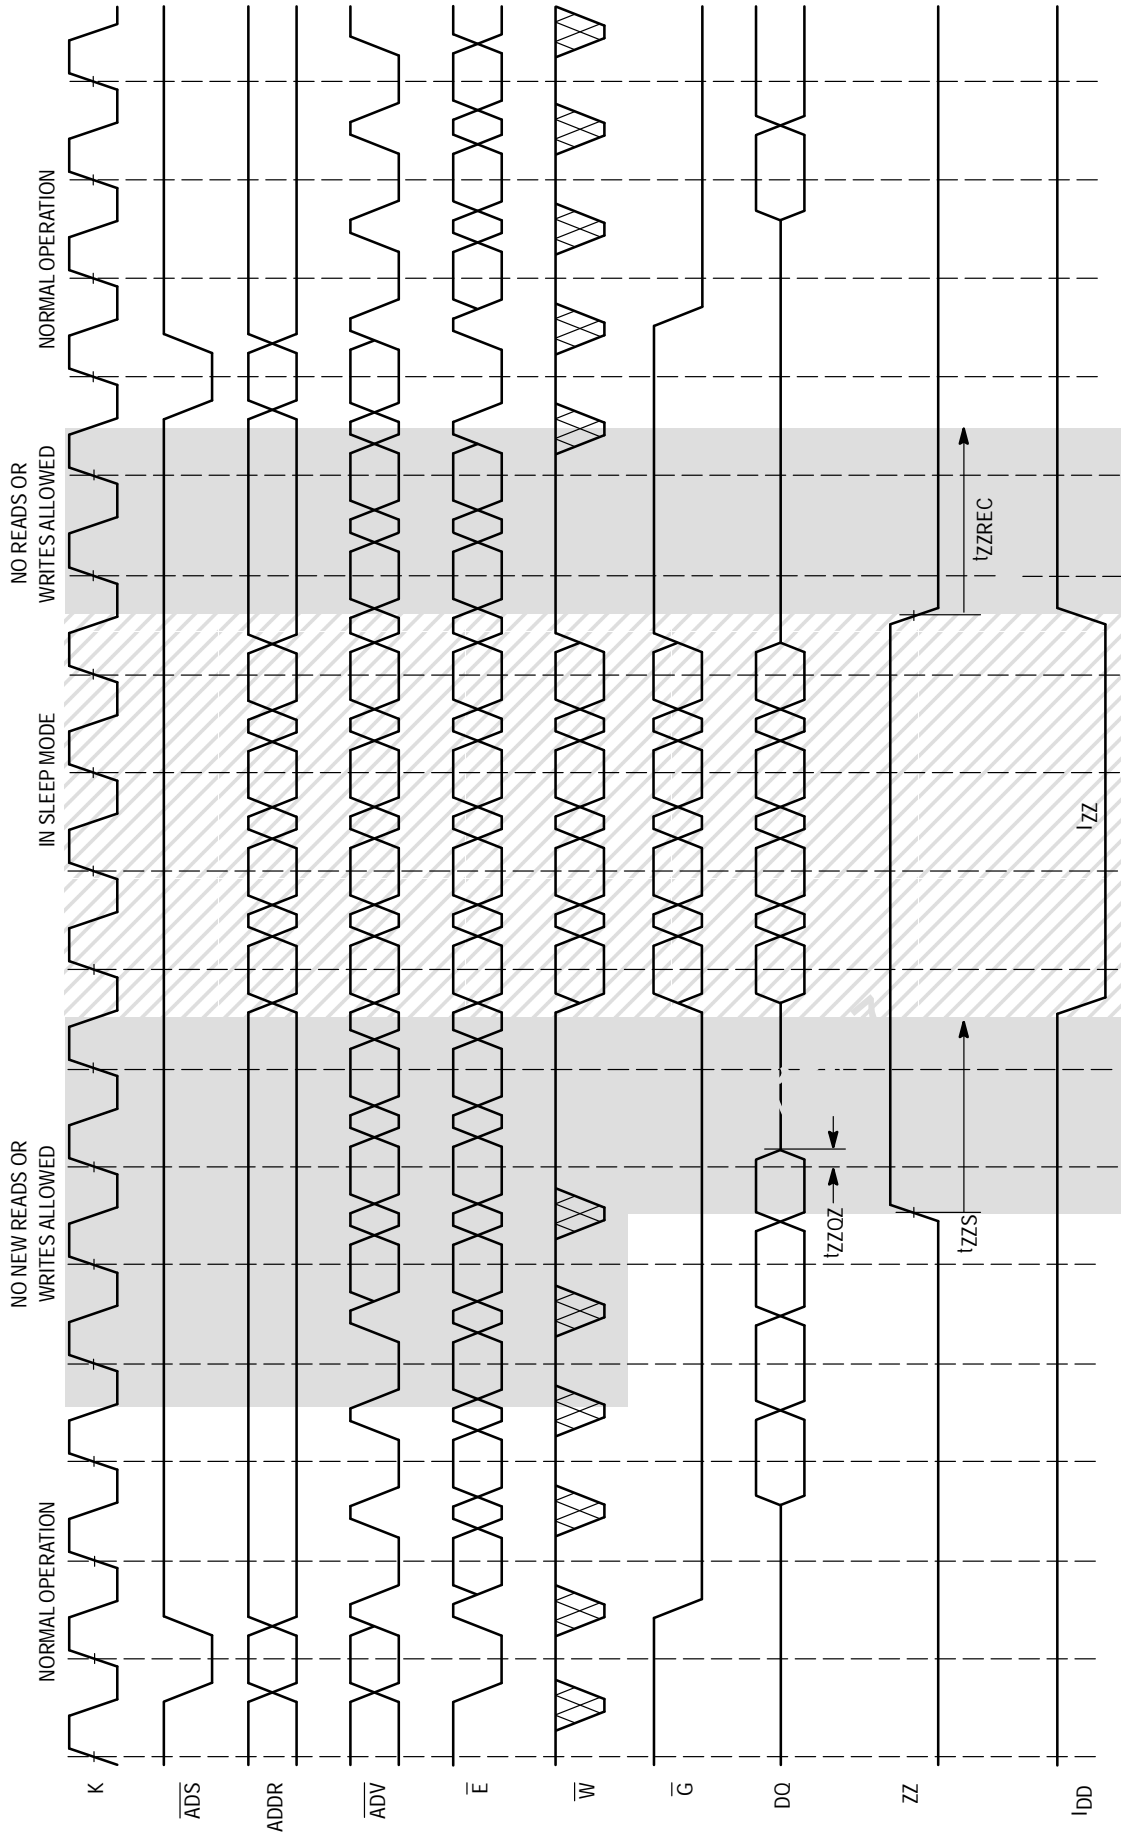 NORMAL OPERATION
NO NEW READS OR
WRITES ALLOWED
IN SLEEP MODE
NO READS OR
WRITES ALLOWED
NORMAL OPERATION
K
ADS
ADDR
ADV
E
W
G
DQ
tZZQZ
ZZ
tZZS
tZZREC
IDD
IZZ